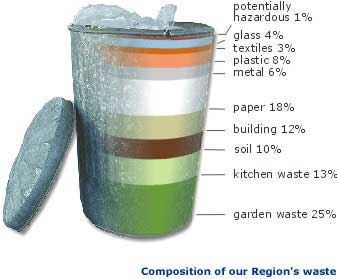 potentially
hazardous 1%
glass 4%
textiles 3%
plastic 8%
metal 6%
paper 18%
building 12%
soil 10%
kitchen waste 13%
garden waste 25%
Composition of our Region's waste